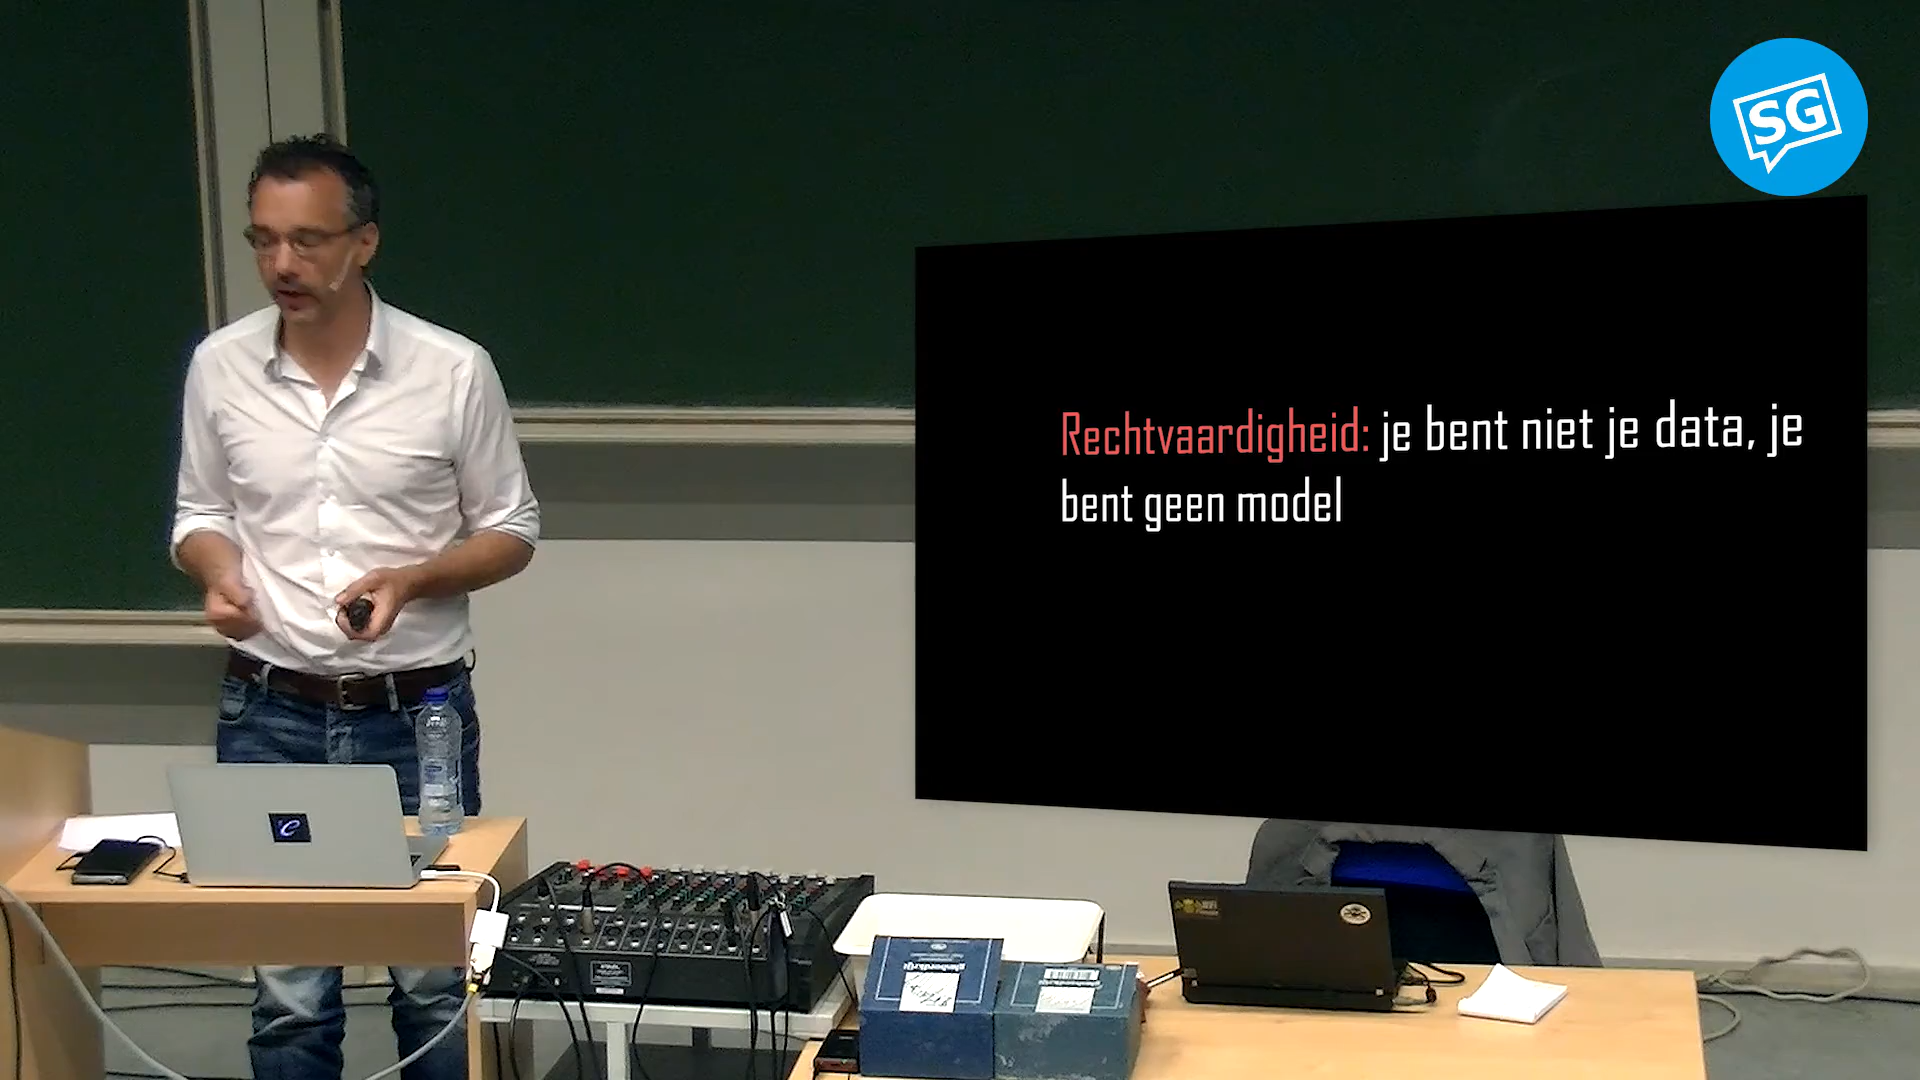 SG
Rechtvaardigheid: je bent niet je data, je
bent geen model